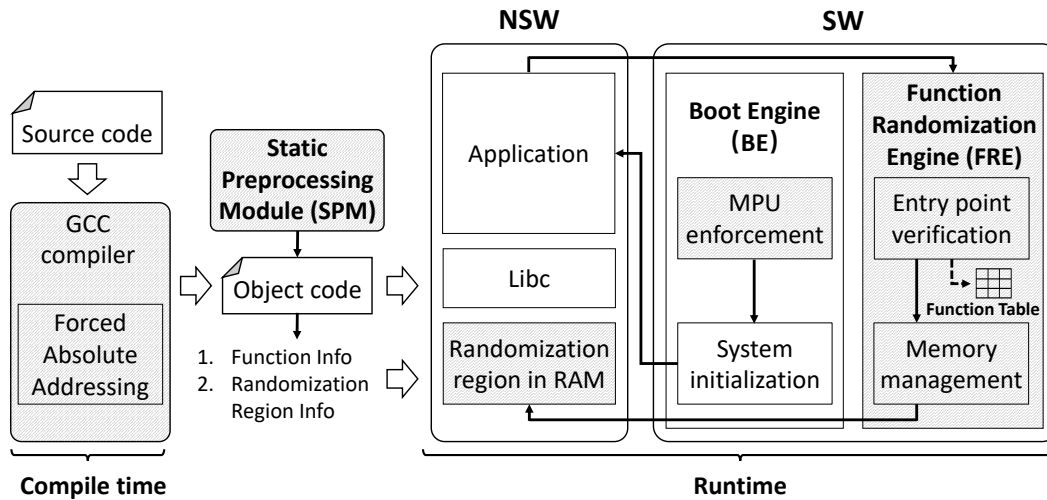 NSW
SW
Source code
GCC
compiler
Forced
Absolute
Addressing
Static
Preprocessing
Module (SPM)
Object code
1. Function Info
2. Randomization
Region Info
Application
Libc
Randomization
region in RAM
Boot Engine
(BE)
MPU
enforcement
System
initialization
Function
Randomization
Engine (FRE)
Entry point
verification
Function Table
Memory
management
Compile time
Runtime